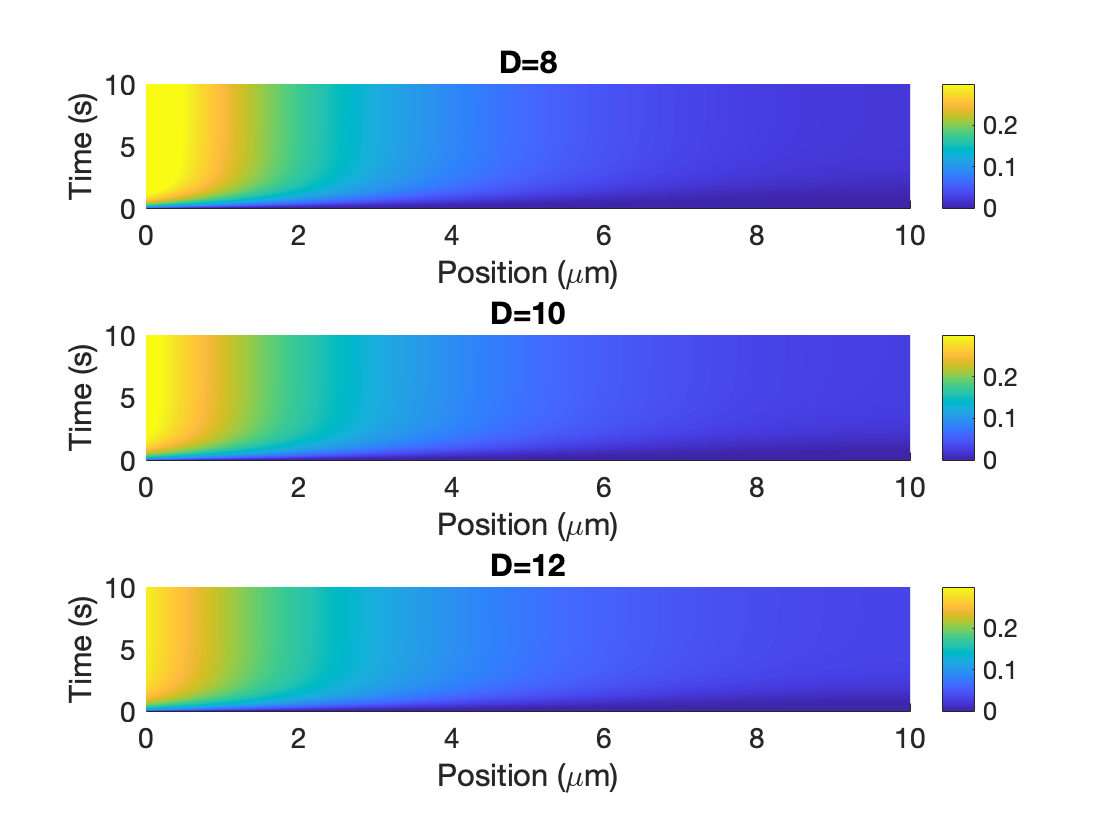 D=8
10
5
0
Time (s)
0 2 4 6 8 10
Position (μm)
0.2
0.1
0
D=10
10
5
0
Time (s)
0 2 4 6 8 10
Position (μm)
0.2
0.1
0
D=12
10
5
0
Time (s)
0 2 4 6 8 10
Position (μm)
0.2
0.1
0